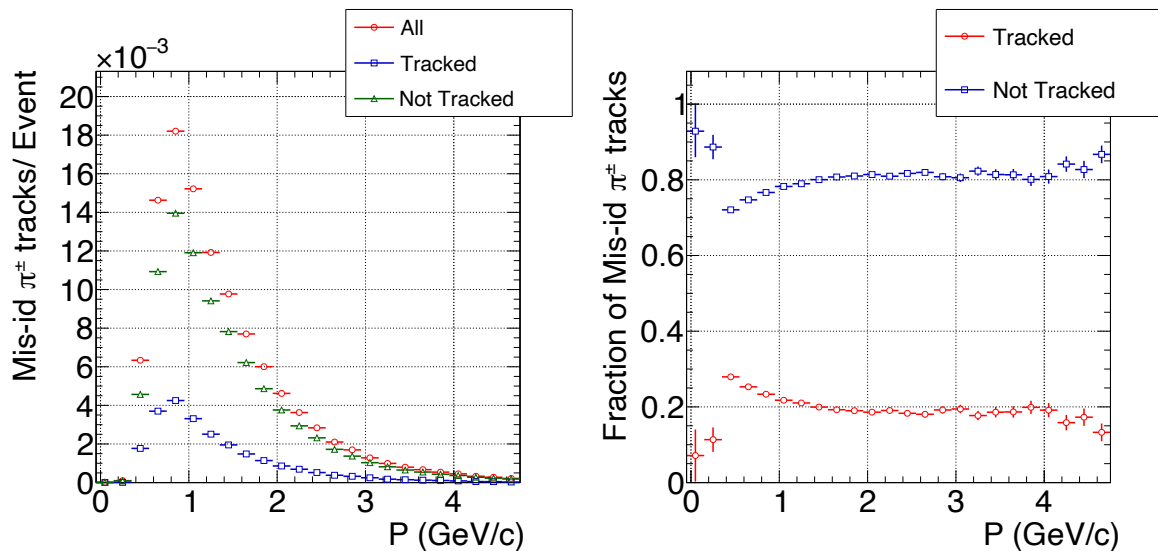 All
Tracked
Not Tracked
×10⁻³
Mis-id π± tracks/ Event
20
18
16
14
12
10
8
6
4
2
0
0 1 2 3 4
P (GeV/c)
Tracked
Not Tracked
Fraction of Mis-id π± tracks
1
0.8
0.6
0.4
0.2
0
0 1 2 3 4
P (GeV/c)